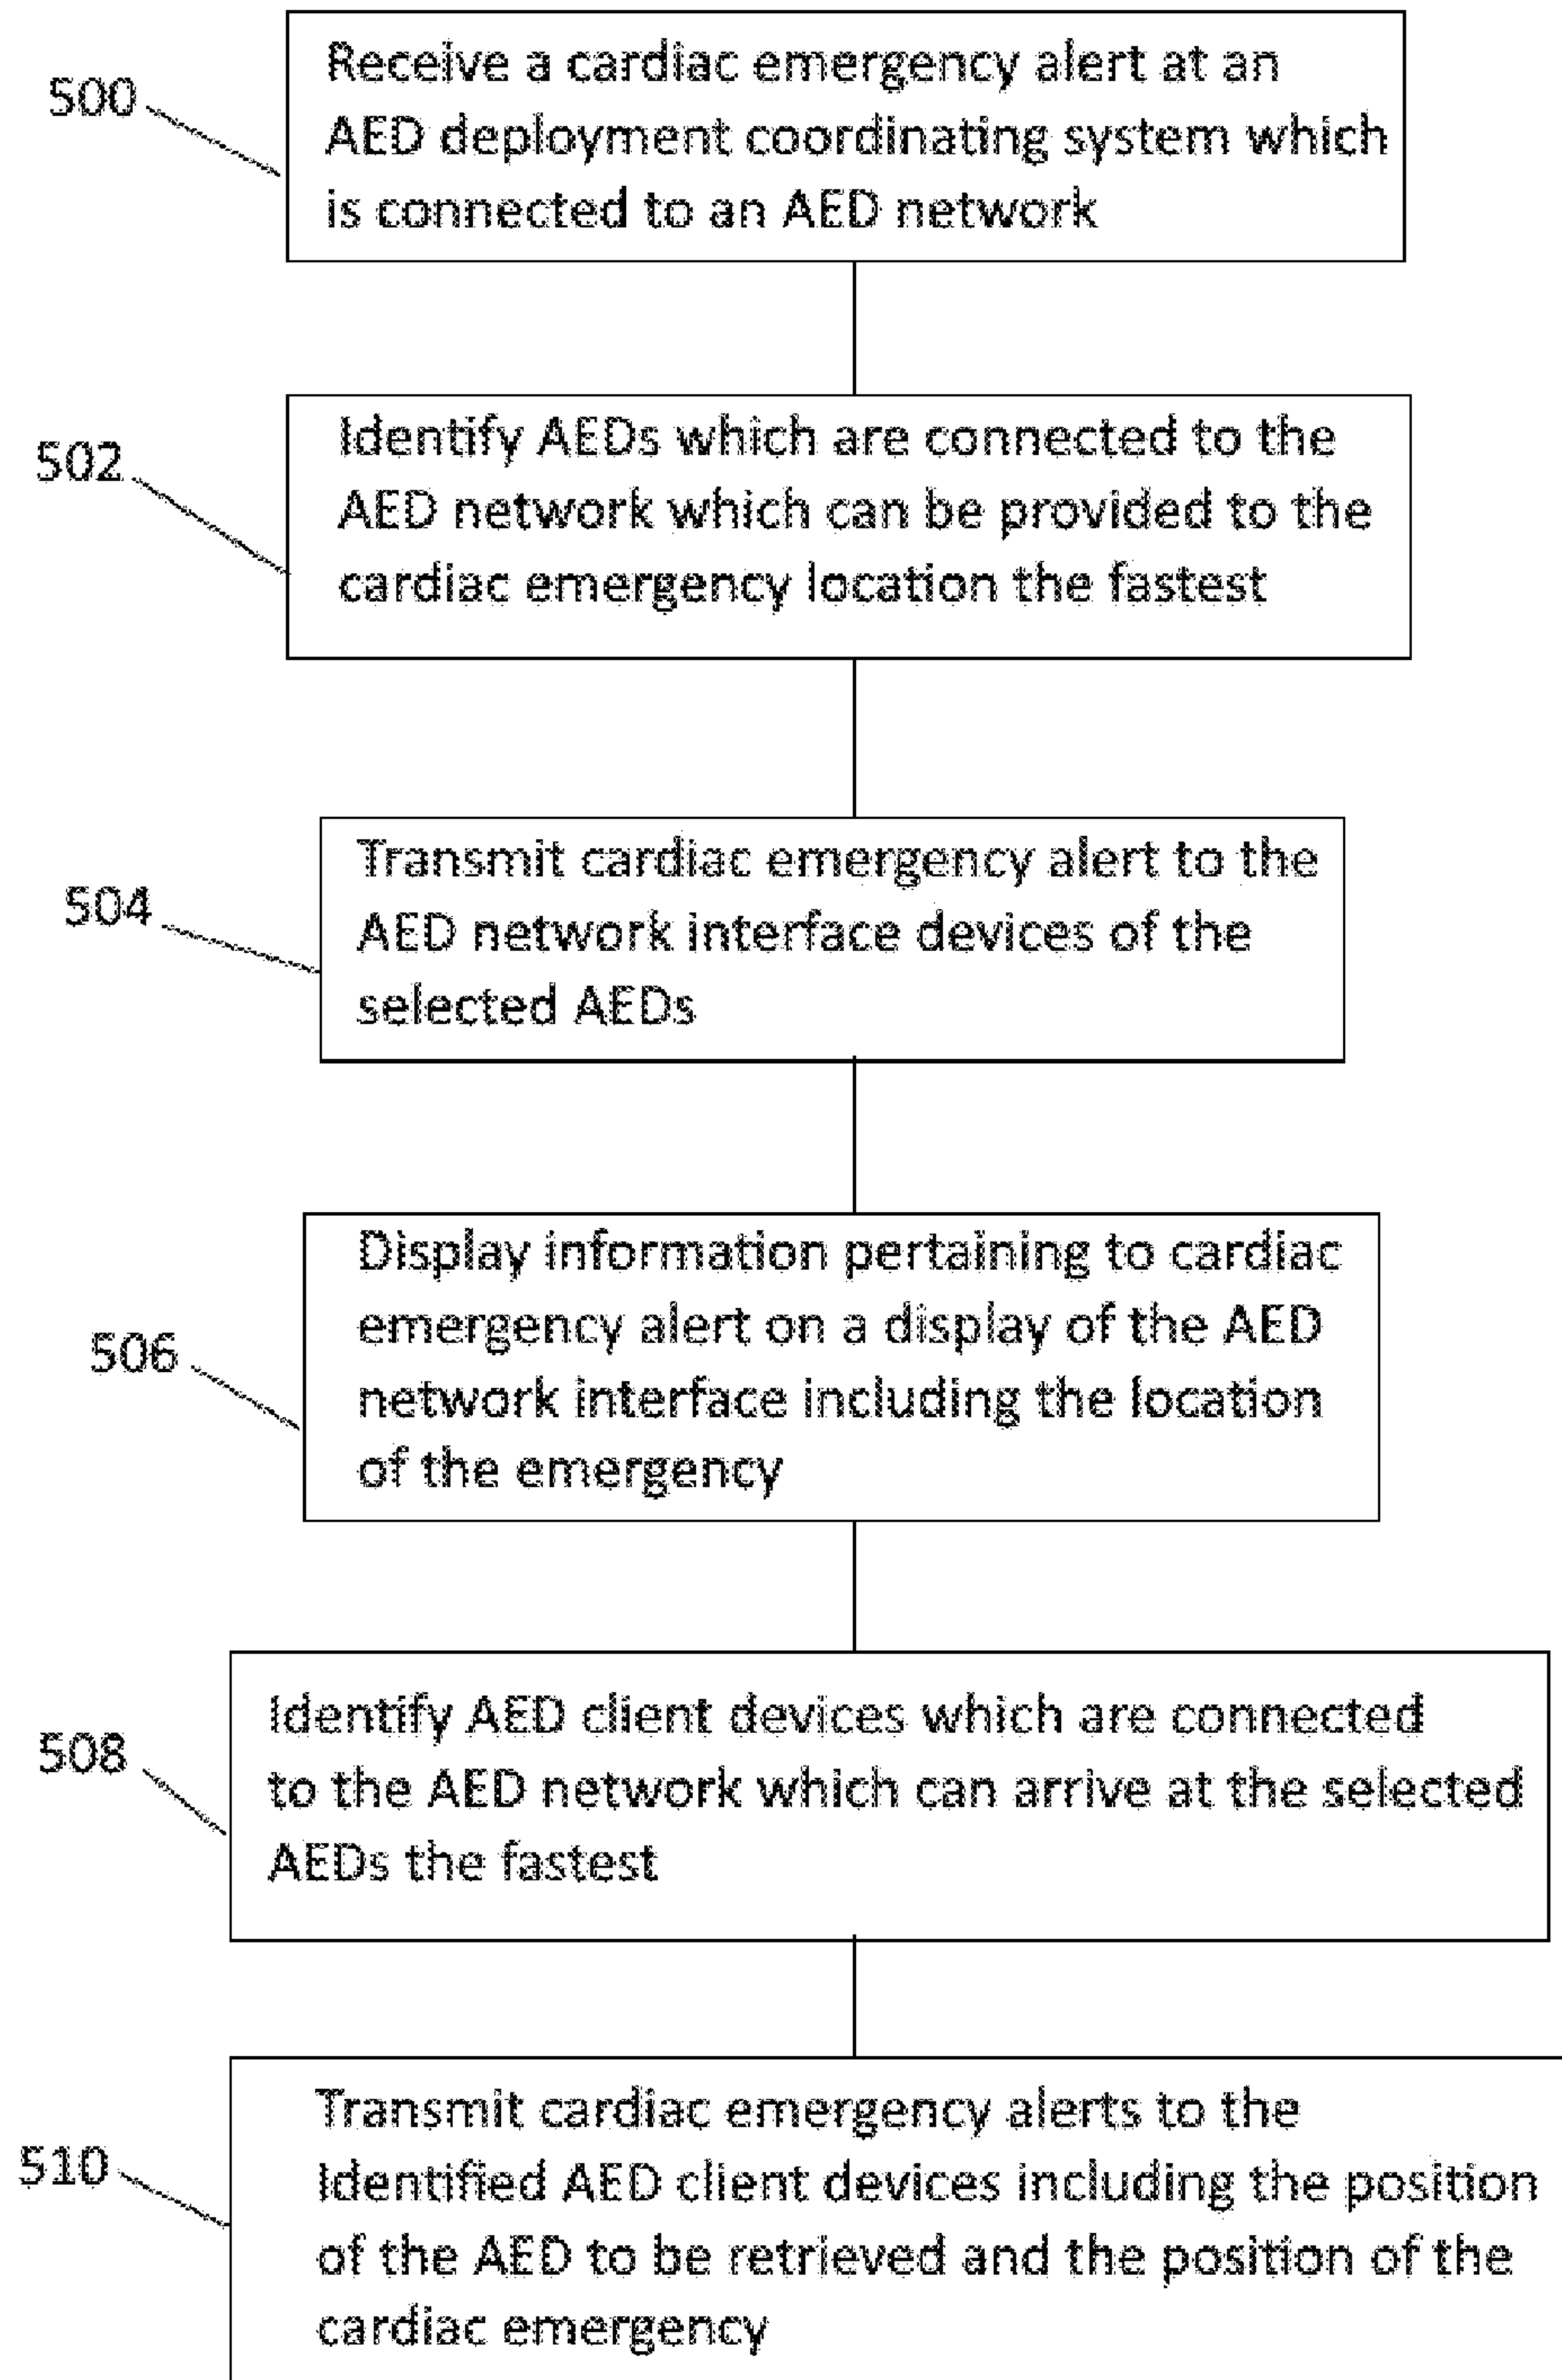 500
Receive a cardiac emergency alert at an
AED deployment coordinating system which
is connected to an AED network
502
Identify AEDs which are connected to the
AED network which can be provided to the
cardiac emergency location the fastest
504
Transmit cardiac emergency alert to the
AED network interface devices of the
selected AEDs
506
Display information pertaining to cardiac
emergency alert on a display of the AED
network interface including the location
of the emergency
508
Identify AED client devices which are connected
to the AED network which can arrive at the selected
AEDs the fastest
510
Transmit cardiac emergency alerts to the
Identified AED client devices including the position
of the AED to be retrieved and the position of the
cardiac emergency